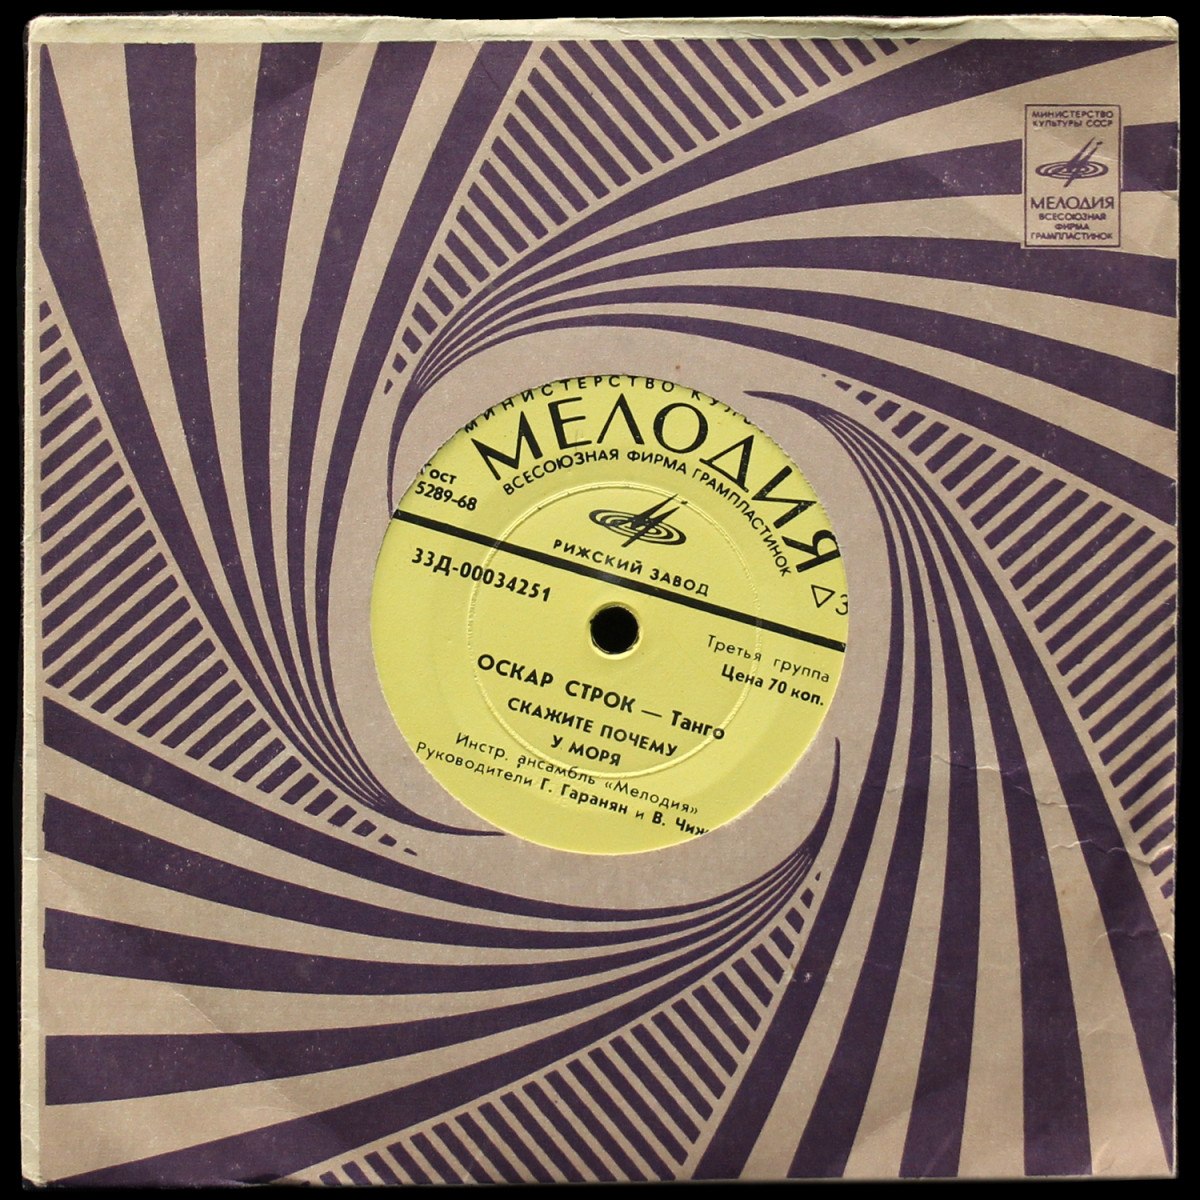 МИНИСТЕРСТВО
КУЛЬТУРЫ СССР
МЕЛОДИЯ
ВСЕСОЮЗНАЯ
ФИРМА
ГРАМПЛАСТИНОК
МИНИСТЕРСТВО
МЕЛОДИЯ
ВСЕСОЮЗНАЯ ФИРМА ГРАМПЛАСТИНОК
Гост
5289-68
РИЖСКИЙ ЗАВОД
33Д-00034251
Третья группа
Цена 70 коп.
ОСКАР СТРОК — Танго
СКАЖИТЕ ПОЧЕМУ
У МОРЯ
Инстр. ансамбль «Мелодия»
Руководители Г. Гаранян и В.